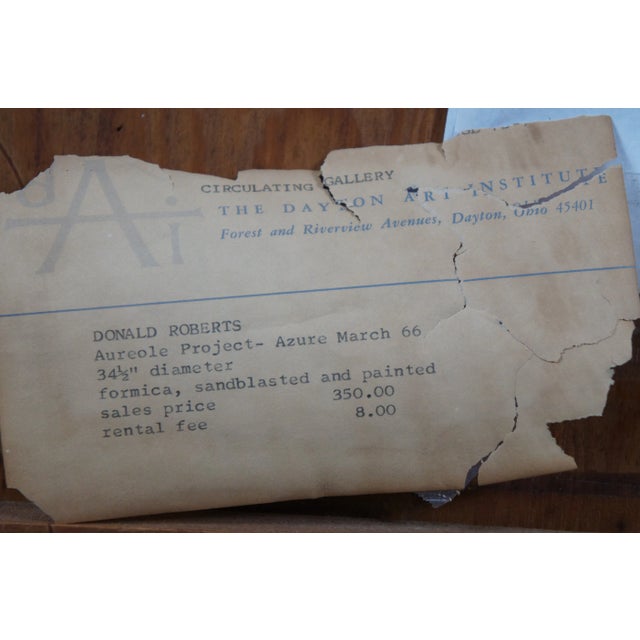 dAi
CIRCULATING GALLERY
THE DAYTON ART INSTITUTE
Forest and Riverview Avenues, Dayton, Ohio 45401
DONALD ROBERTS
Aureole Project- Azure March 66
34½" diameter
formica, sandblasted and painted
sales price 350.00
rental fee 8.00